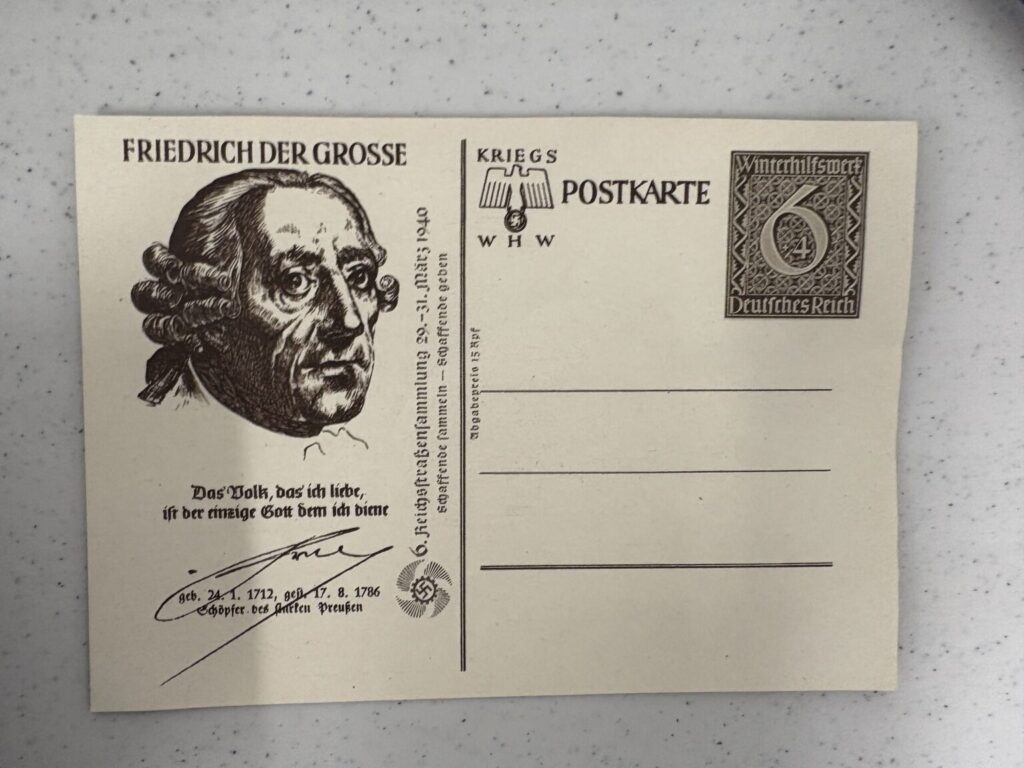 FRIEDRICH DER GROSSE
Das Volk, das ich liebe,
ist der einzige Gott dem ich diene
geb. 24. 1. 1712, gest. 17. 8. 1786
Schöpfer des starken Preußen
6. Reichsstraßensammlung 29.-31. März 1940
Schaffende sammeln – Schaffende geben
Abgabepreis 15 Rpf
KRIEGS
WHW
POSTKARTE
Winterhilfswerk
6
4
Deutsches Reich